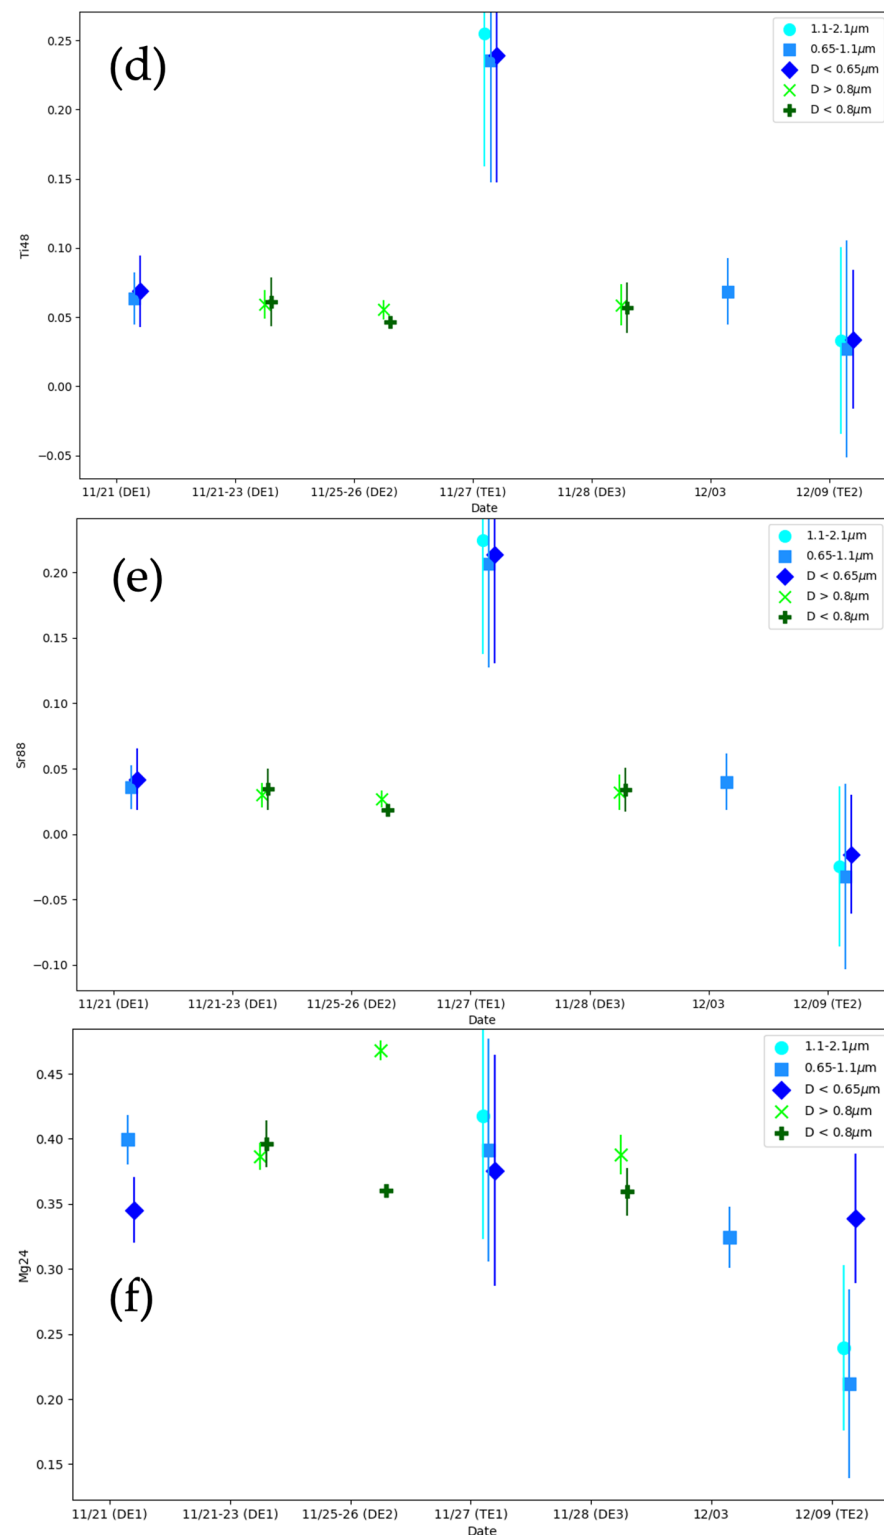 (d)
1.1-2.1μm
0.65-1.1μm
D < 0.65μm
D > 0.8μm
D < 0.8μm
0.25
0.20
0.15
0.10
0.05
0.00
−0.05
Ti48
11/21 (DE1) 11/21-23 (DE1) 11/25-26 (DE2) 11/27 (TE1) 11/28 (DE3) 12/03 12/09 (TE2)
Date
(e)
1.1-2.1μm
0.65-1.1μm
D < 0.65μm
D > 0.8μm
D < 0.8μm
0.20
0.15
0.10
0.05
0.00
−0.05
−0.10
Sr88
11/21 (DE1) 11/21-23 (DE1) 11/25-26 (DE2) 11/27 (TE1) 11/28 (DE3) 12/03 12/09 (TE2)
Date
1.1-2.1μm
0.65-1.1μm
D < 0.65μm
D > 0.8μm
D < 0.8μm
0.45
0.40
0.35
0.30
0.25
0.20
0.15
Mg24
(f)
11/21 (DE1) 11/21-23 (DE1) 11/25-26 (DE2) 11/27 (TE1) 11/28 (DE3) 12/03 12/09 (TE2)
Date